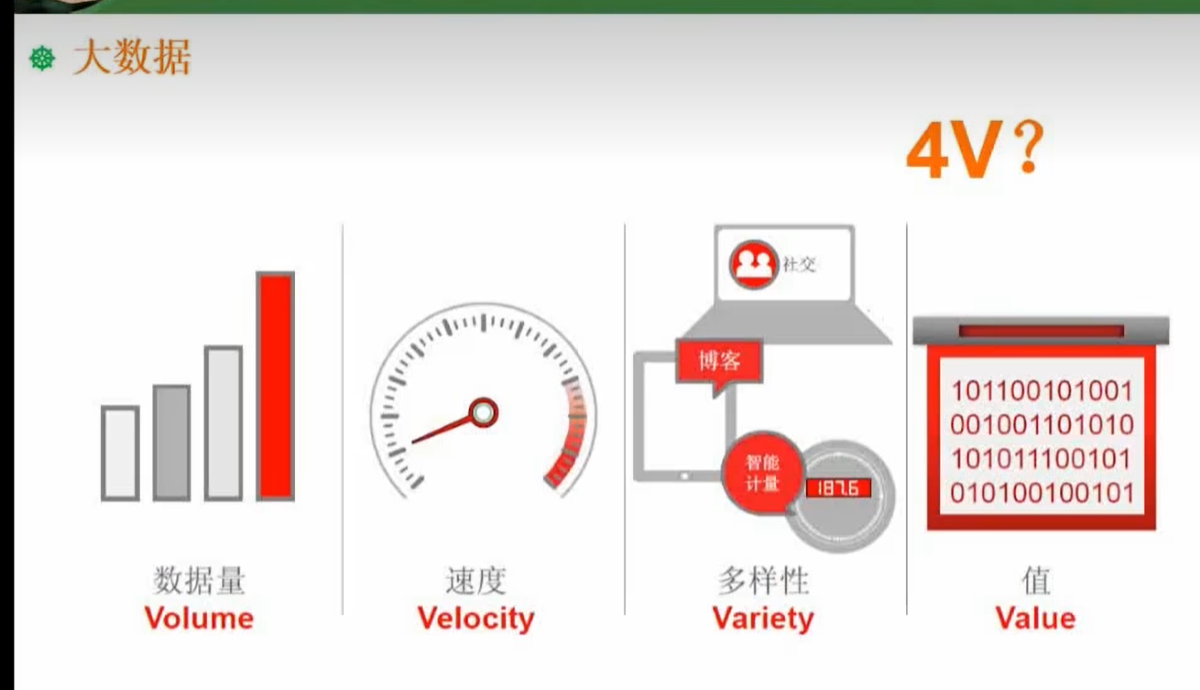 大数据
4V？
社交
博客
智能
计量
187.6
101100101001
001001101010
101011100101
010100100101
数据量
Volume
速度
Velocity
多样性
Variety
值
Value